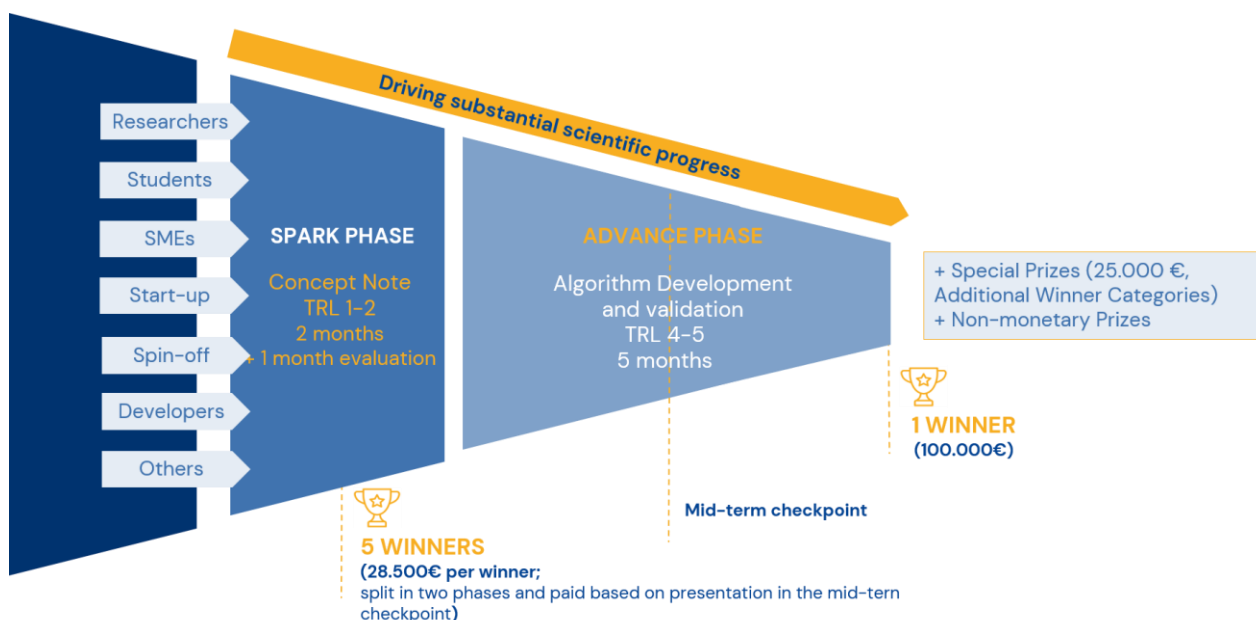 Driving substantial scientific progress
Researchers
Students
SMEs
Start-up
Spin-off
Developers
Others
SPARK PHASE
Concept Note
TRL 1-2
2 months
+ 1 month evaluation
ADVANCE PHASE
Algorithm Development
and validation
TRL 4-5
5 months
+ Special Prizes (25.000 €,
Additional Winner Categories)
+ Non-monetary Prizes
1 WINNER
(100.000€)
Mid-term checkpoint
5 WINNERS
(28.500€ per winner;
split in two phases and paid based on presentation in the mid-tern
checkpoint)